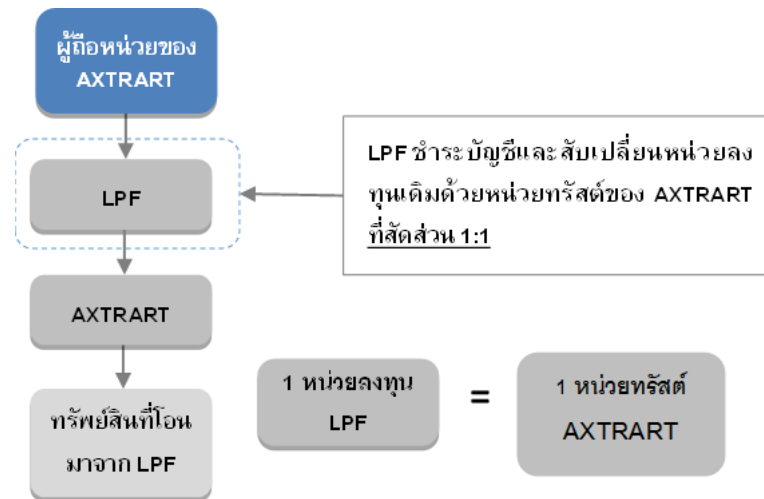 ผู้ถือหน่วยของ
AXTRART
LPF
LPF ชำระบัญชีและสับเปลี่ยนหน่วยลง
ทุนเดิมด้วยหน่วยทรัสต์ของ AXTRART
ที่สัดส่วน 1:1
AXTRART
ทรัพย์สินที่โอน
มาจาก LPF
1 หน่วยลงทุน
LPF
=
1 หน่วยทรัสต์
AXTRART